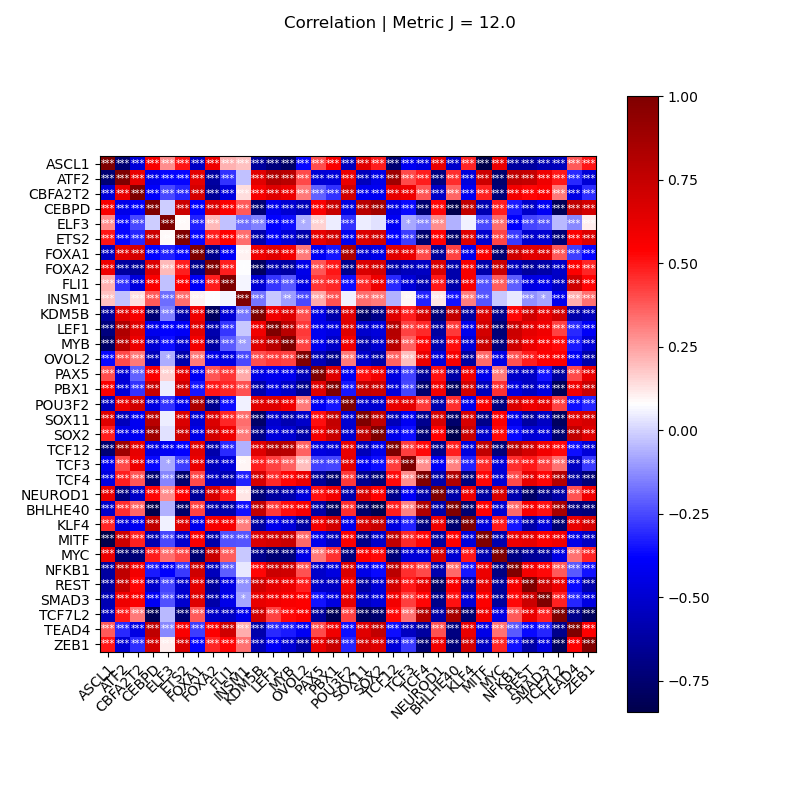 Correlation | Metric J = 12.0
ASCL1
ATF2
CBFA2T2
CEBPD
ELF3
ETS2
FOXA1
FOXA2
FLI1
INSM1
KDM5B
LEF1
MYB
OVOL2
PAX5
PBX1
POU3F2
SOX11
SOX2
TCF12
TCF3
TCF4
NEUROD1
BHLHE40
KLF4
MITF
MYC
NFKB1
REST
SMAD3
TCF7L2
TEAD4
ZEB1
ASCL1
ATF2
CBFA2T2
CEBPD
ELF3
ETS2
FOXA1
FOXA2
FLI1
INSM1
KDM5B
LEF1
MYB
OVOL2
PAX5
PBX1
POU3F2
SOX11
SOX2
TCF12
TCF3
TCF4
NEUROD1
BHLHE40
KLF4
MITF
MYC
NFKB1
REST
SMAD3
TCF7L2
TEAD4
ZEB1
1.00
0.75
0.50
0.25
0.00
−0.25
−0.50
−0.75